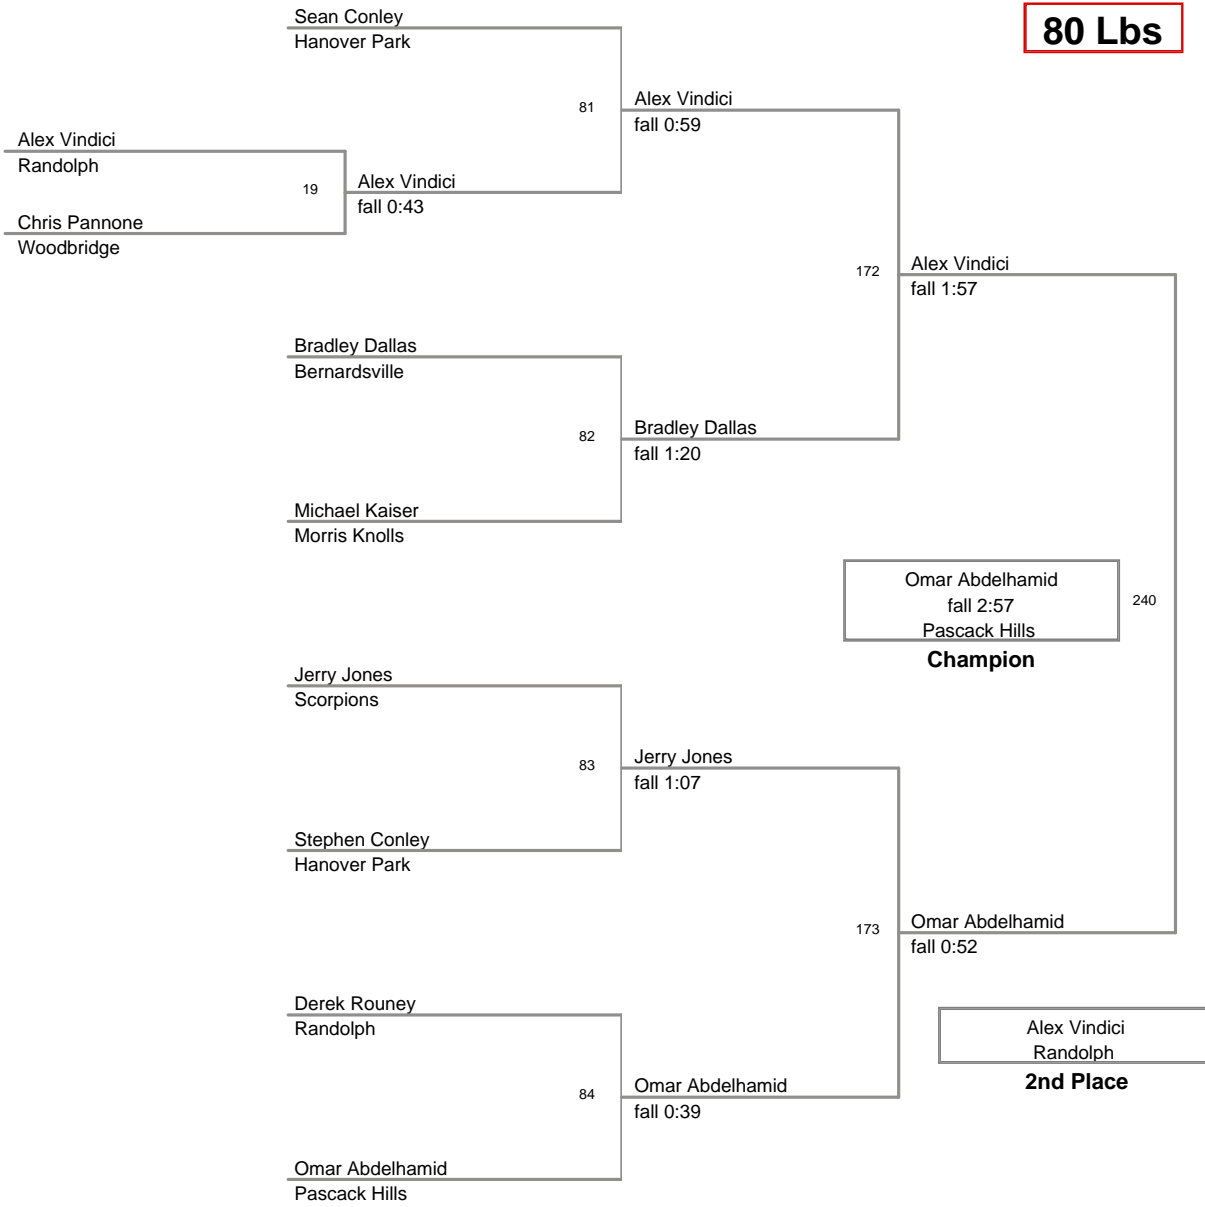 Sean Conley
Hanover Park
80 Lbs
81
Alex Vindici
fall 0:59
Alex Vindici
Randolph
19
Alex Vindici
fall 0:43
Chris Pannone
Woodbridge
172
Alex Vindici
fall 1:57
Bradley Dallas
Bernardsville
82
Bradley Dallas
fall 1:20
Michael Kaiser
Morris Knolls
Omar Abdelhamid
fall 2:57
Pascack Hills
Champion
240
Jerry Jones
Scorpions
83
Jerry Jones
fall 1:07
Stephen Conley
Hanover Park
173
Omar Abdelhamid
fall 0:52
Derek Rouney
Randolph
Alex Vindici
Randolph
2nd Place
84
Omar Abdelhamid
fall 0:39
Omar Abdelhamid
Pascack Hills